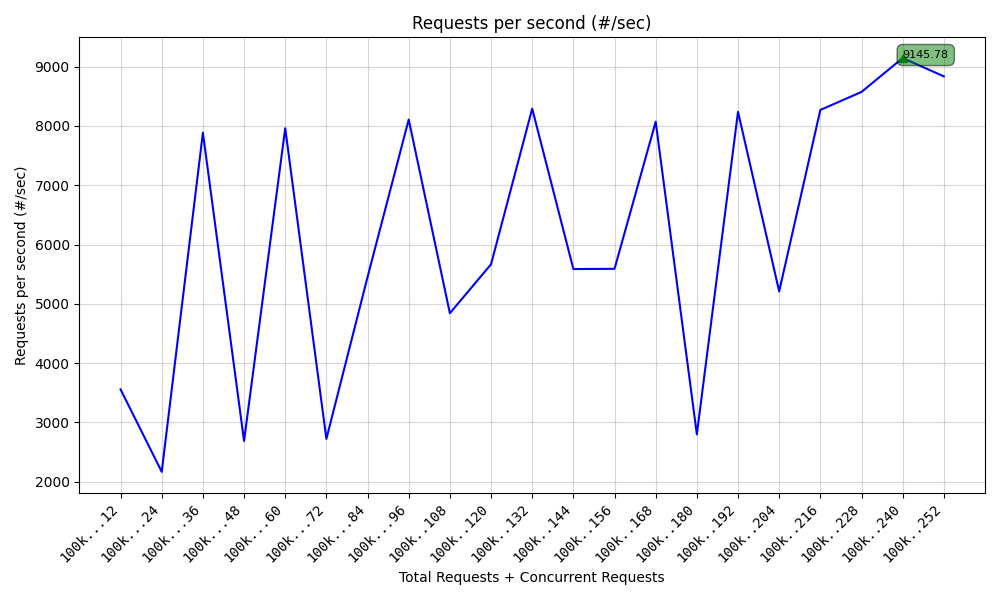 Requests per second (#/sec)
9145.78
9000
8000
7000
6000
5000
4000
3000
2000
Requests per second (#/sec)
100k...12
100k...24
100k...36
100k...48
100k...60
100k...72
100k...84
100k...96
100k..108
100k..120
100k..132
100k..144
100k..156
100k..168
100k..180
100k..192
100k..204
100k..216
100k..228
100k..240
100k..252
Total Requests + Concurrent Requests